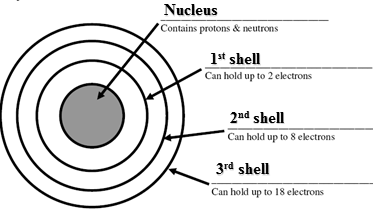 Nucleus
Contains protons & neutrons
1st shell
Can hold up to 2 electrons
2nd shell
Can hold up to 8 electrons
3rd shell
Can hold up to 18 electrons